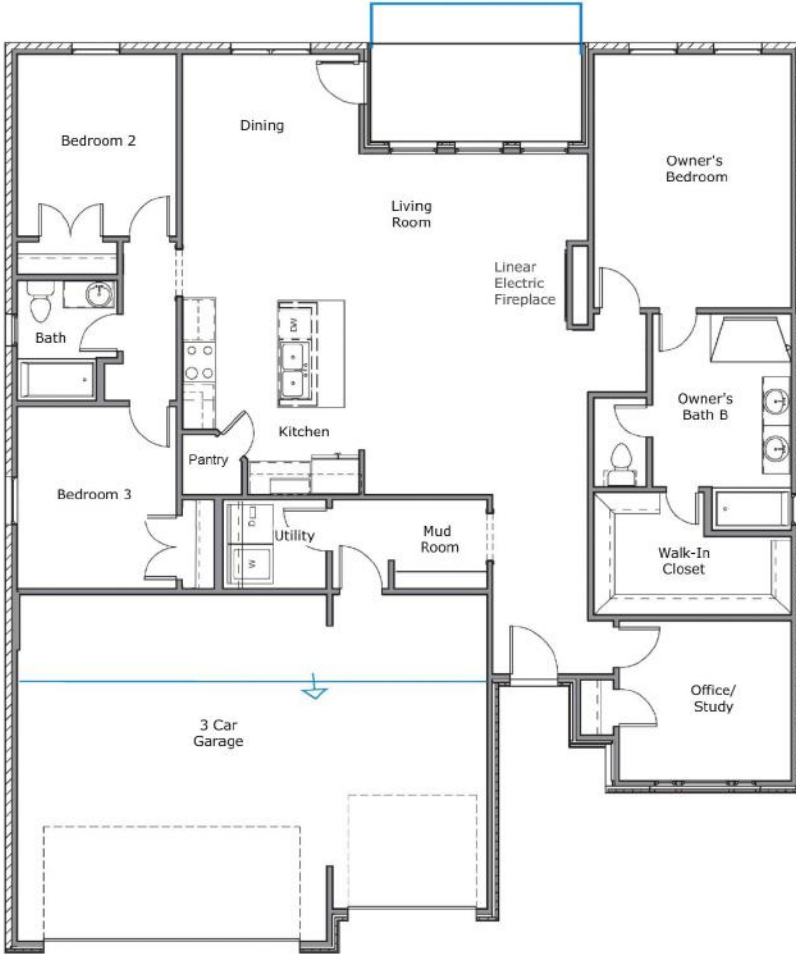 Bedroom 2
Dining
Owner's
Bedroom
Living
Room
Linear
Electric
Fireplace
DW
Bath
Owner's
Bath B
Kitchen
Pantry
Bedroom 3
D
Utility
Mud
Room
W
Walk-In
Closet
Office/
Study
3 Car
Garage